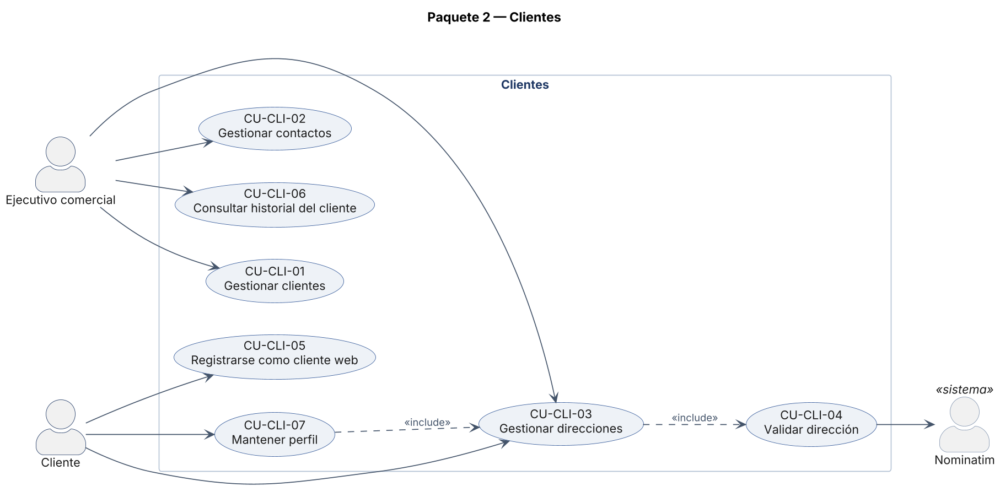 Paquete 2 — Clientes
Clientes
CU-CLI-02
Gestionar contactos
CU-CLI-06
Consultar historial del cliente
Ejecutivo comercial
CU-CLI-01
Gestionar clientes
CU-CLI-05
Registrarse como cliente web
Cliente
CU-CLI-07
Mantener perfil
«include»
CU-CLI-03
Gestionar direcciones
«include»
CU-CLI-04
Validar dirección
«sistema»
Nominatim